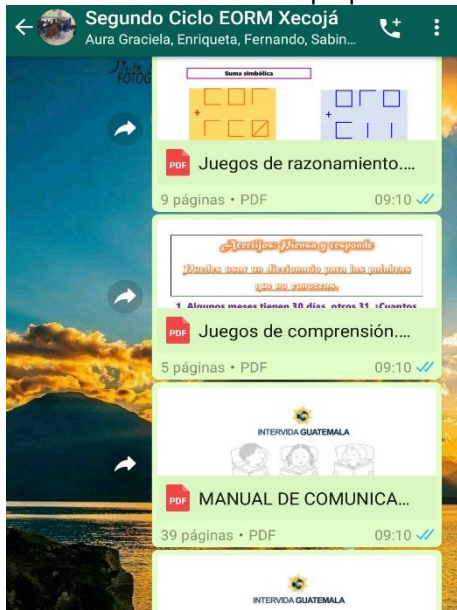 Segundo Ciclo EORM Xecojá
Aura Graciela, Enriqueta, Fernando, Sabin...
Suma simbólica
+
+
PDF Juegos de razonamiento....
9 páginas • PDF 09:10
Acertijos: Piensa y responde
Puedes usar un diccionario para las palabras
que no conozcas.
1. Algunos meses tienen 30 días, otros 31. ¿Cuantos
PDF Juegos de comprensión....
5 páginas • PDF 09:10
INTERVIDA GUATEMALA
PDF MANUAL DE COMUNICA...
39 páginas • PDF 09:10
INTERVIDA GUATEMALA